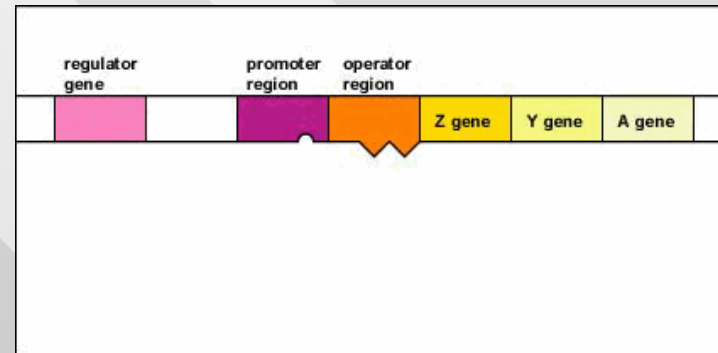 regulator
gene
promoter
region
operator
region
Z gene
Y gene
A gene